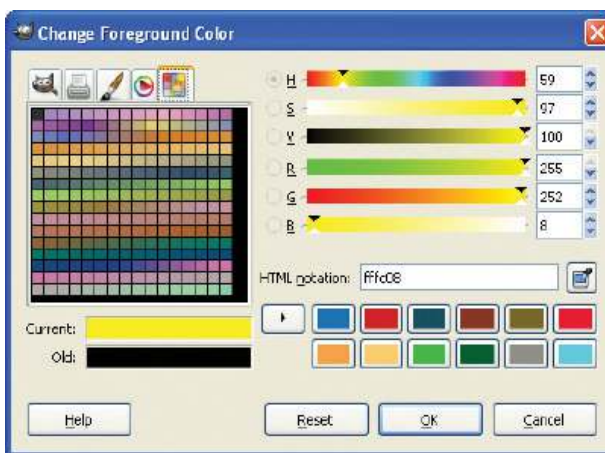 Change Foreground Color
H 59
S 97
V 100
R 255
G 252
B 8
HTML notation: fffc08
Current:
Old:
Help Reset OK Cancel